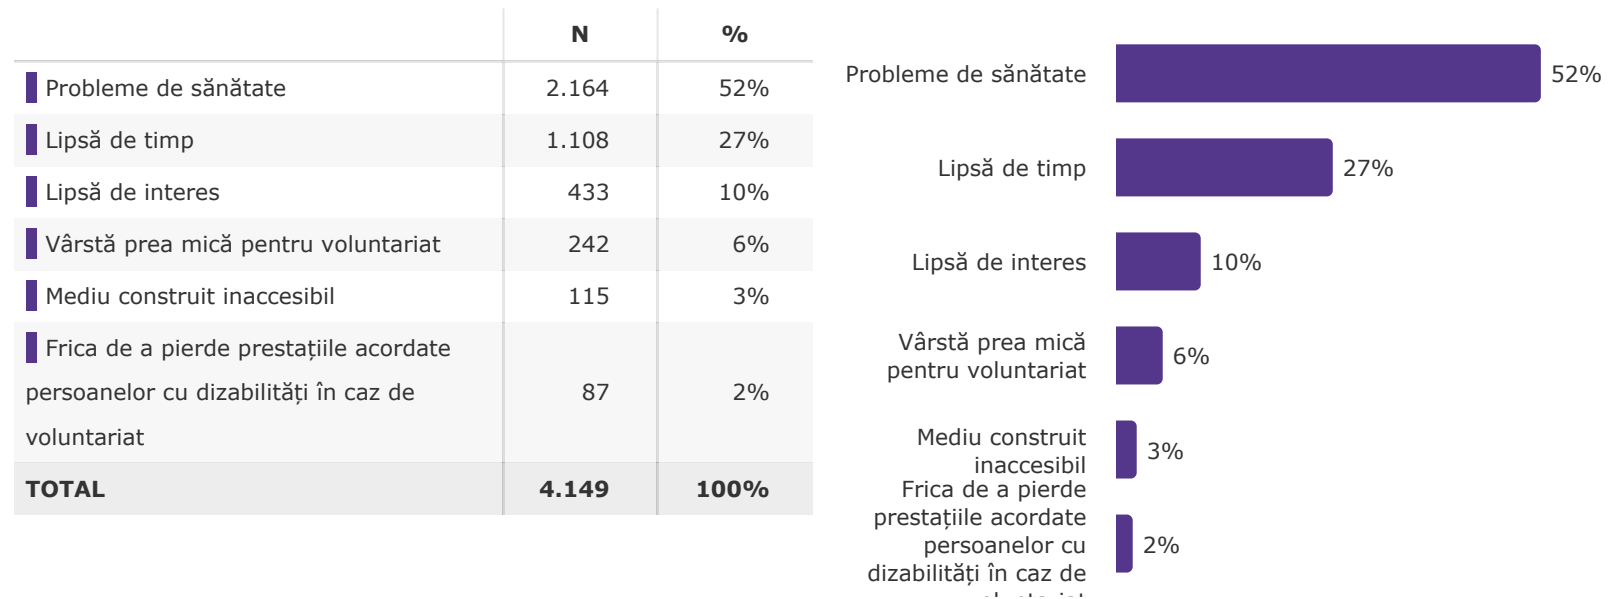 N %
Probleme de sănătate 2.164 52%
Lipsă de timp 1.108 27%
Lipsă de interes 433 10%
Vârstă prea mică pentru voluntariat 242 6%
Mediu construit inaccesibil 115 3%
Frica de a pierde prestațiile acordate
persoanelor cu dizabilități în caz de 87 2%
voluntariat
TOTAL 4.149 100%
Probleme de sănătate 52%
Lipsă de timp 27%
Lipsă de interes 10%
Vârstă prea mică
pentru voluntariat 6%
Mediu construit
inaccesibil 3%
Frica de a pierde
prestațiile acordate
persoanelor cu 2%
dizabilități în caz de